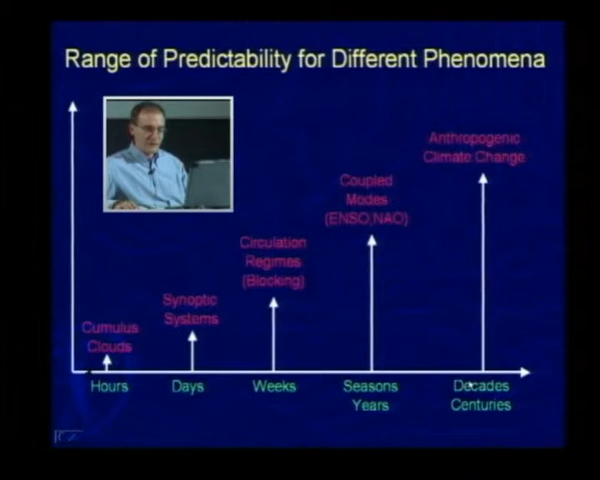 Range of Predictability for Different Phenomena
Anthropogenic
Climate Change
Coupled
Modes
(ENSO,NAO)
Circulation
Regimes
(Blocking)
Synoptic
Systems
Cumulus
Clouds
Hours
Days
Weeks
Seasons
Years
Decades
Centuries